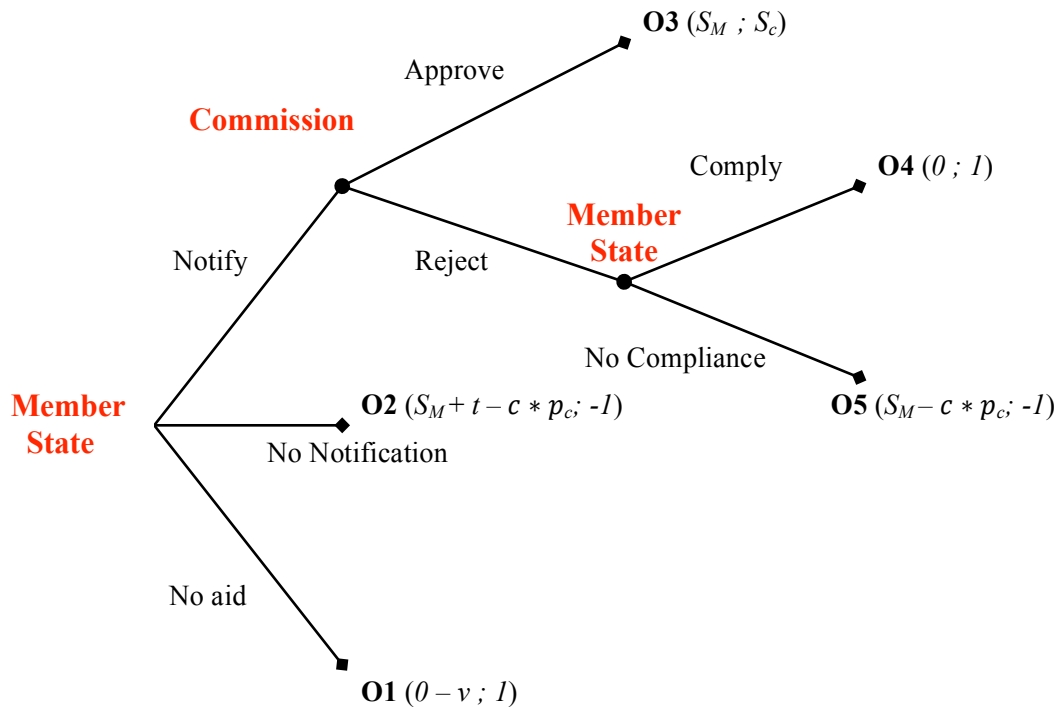 O3 (S_M ; S_c)
Approve
Commission
Comply
O4 (0 ; 1)
Member
State
Notify
Reject
No Compliance
Member
State
O2 (S_M + t – c * p_c; -1)
O5 (S_M – c * p_c; -1)
No Notification
No aid
O1 (0 – v ; 1)